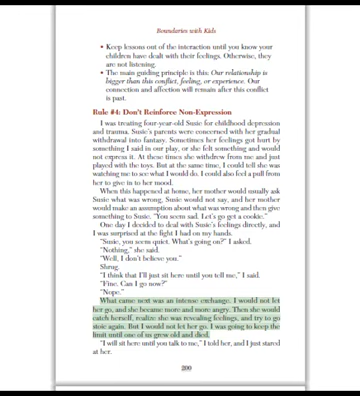 Boundaries with Kids
• Keep lessons out of the interaction until you know your
children have dealt with their feelings. Otherwise, they
are not listening.
• The main guiding principle is this: Our relationship is
bigger than this conflict, feeling, or experience. Our
connection and affection will remain after this conflict
is past.
Rule #4: Don't Reinforce Non-Expression
I was treating four-year-old Susie for childhood depression
and trauma. Susie's parents were concerned with her gradual
withdrawal into fantasy. Sometimes her feelings got hurt by
something I said in our play, or she felt something and would
not express it. At these times she withdrew from me and just
played with the toys. But at the same time, I could tell she was
watching me to see what I would do. I could also feel a pull from
her to give in to her mood.
When this happened at home, her mother would usually ask
Susie what was wrong, Susie would not say, and her mother
would make an assumption about what was wrong and then give
something to Susie. "You seem sad. Let's go get a cookie."
One day I decided to deal with Susie's feelings directly, and
I was surprised at the fight I had on my hands.
"Susie, you seem quiet. What's going on?" I asked.
"Nothing," she said.
"Well, I don't believe you."
Shrug.
"I think that I'll just sit here until you tell me," I said.
"Fine. Can I go now?"
"Nope."
What came next was an intense exchange. I would not let
her go, and she became more and more angry. Then she would
catch herself, realize she was revealing feelings, and try to go
stoic again. But I would not let her go. I was going to keep the
limit until one of us grew old and died.
"I will sit here until you talk to me," I told her, and I just stared
at her.
200